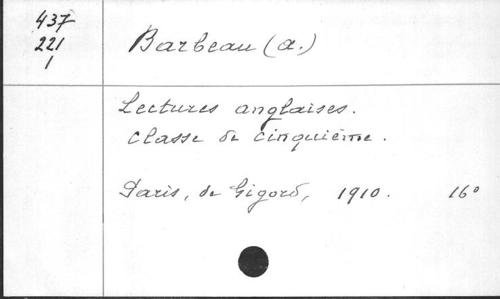 437
221
1
Barbeau (A.)
Lectures anglaises.
Classe de cinquième.
Paris, de Gigord, 1910. 16°